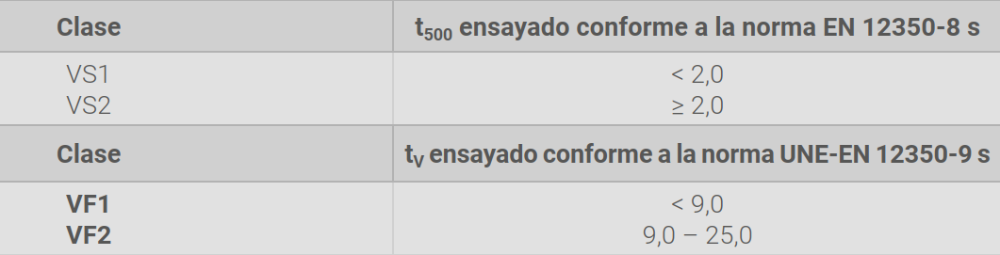 Clase t500 ensayado conforme a la norma EN 12350-8 s
VS1 < 2,0
VS2 ≥ 2,0
Clase tV ensayado conforme a la norma UNE-EN 12350-9 s
VF1 < 9,0
VF2 9,0 – 25,0